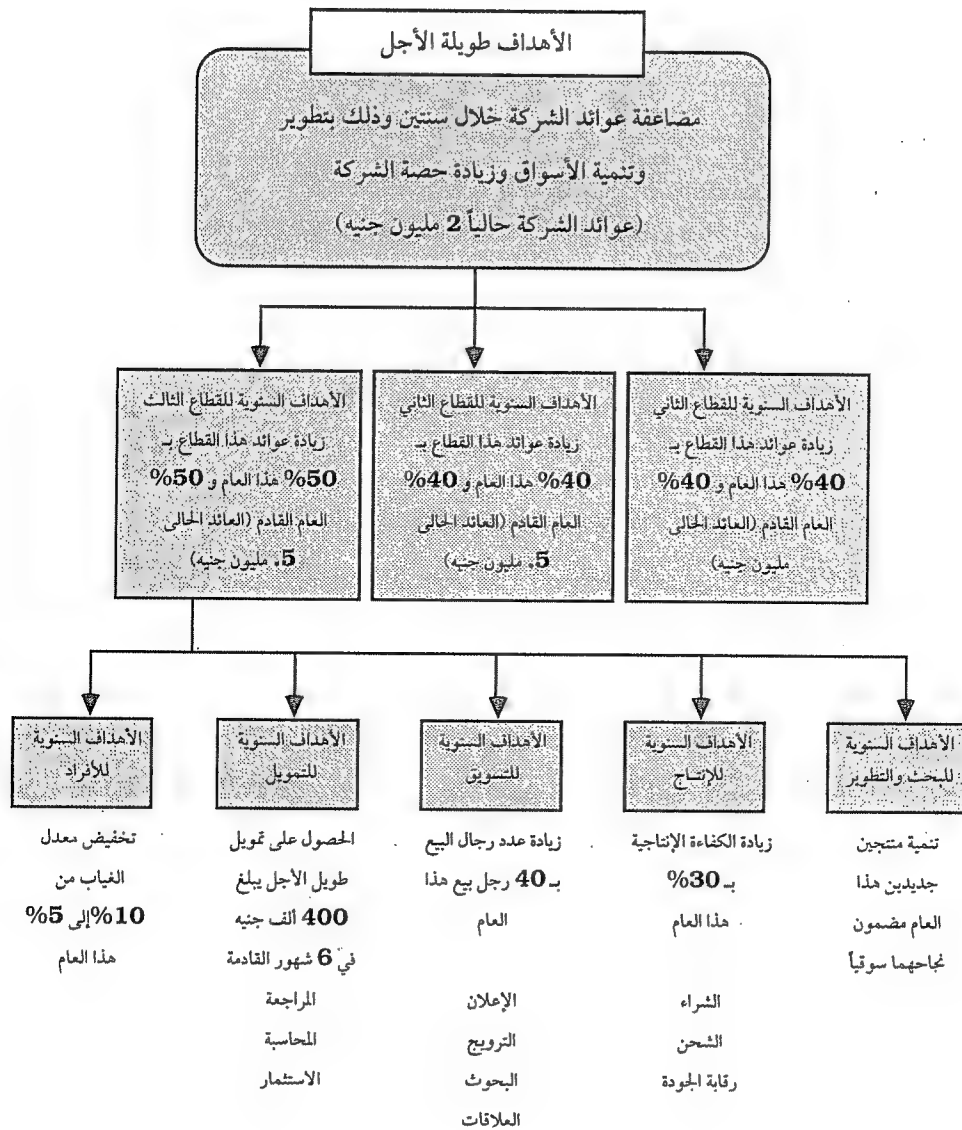 الأهداف طويلة الأجل
مضاعفة عوائد الشركة خلال سنتين وذلك بتطوير
وتنمية الأسواق وزيادة حصة الشركة
(عوائد الشركة حالياً 2 مليون جنيه)
الأهداف السنوية للقطاع الثاني
زيادة عوائد هذا القطاع بـ
40% هذا العام و 40%
العام القادم (العائد الحالى
مليون جنيه)
الأهداف السنوية للقطاع الثاني
زيادة عوائد هذا القطاع بـ
40% هذا العام و 40%
العام القادم (العائد الحالى
5. مليون جنيه)
الأهداف السنوية للقطاع الثالث
زيادة عوائد هذا القطاع بـ
50% هذا العام و 50%
العام القادم (العائد الحالى
5. مليون جنيه)
الأهداف السنوية
للبحث والتطوير
تنمية منتجين
جديدين هذا
العام مضمون
نجاحهما سوقياً
الأهداف السنوية
للإنتاج
زيادة الكفاءة الإنتاجية
بـ 30%
هذا العام
الشراء
الشحن
رقابة الجودة
الأهداف السنوية
للتسويق
زيادة عدد رجال البيع
بـ 40 رجل بيع هذا
العام
الإعلان
الترويج
البحوث
العلاقات
الأهداف السنوية
للتمويل
الحصول على تمويل
طويل الأجل يبلغ
400 ألف جنيه
في 6 شهور القادمة
المراجعة
المحاسبة
الاستثمار
الأهداف السنوية
للأفراد
تخفيض معدل
الغياب من
10% إلى 5%
هذا العام